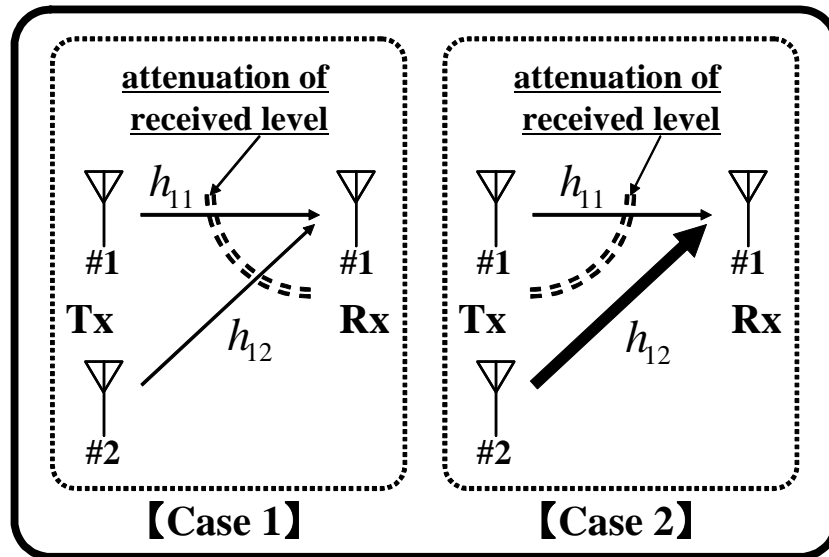 attenuation of
received level
h11
#1
#1
Tx
Rx
h12
#2
【Case 1】
attenuation of
received level
h11
#1
#1
Tx
Rx
h12
#2
【Case 2】